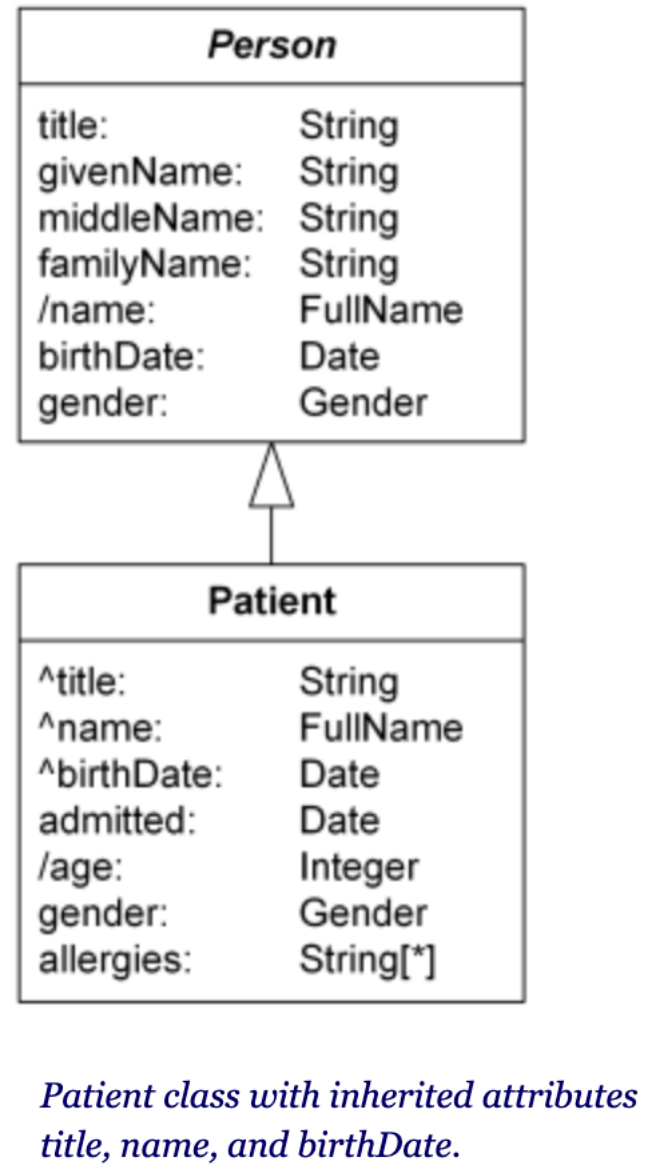 Person
title: String
givenName: String
middleName: String
familyName: String
/name: FullName
birthDate: Date
gender: Gender
Patient
^title: String
^name: FullName
^birthDate: Date
admitted: Date
/age: Integer
gender: Gender
allergies: String[*]
Patient class with inherited attributes
title, name, and birthDate.